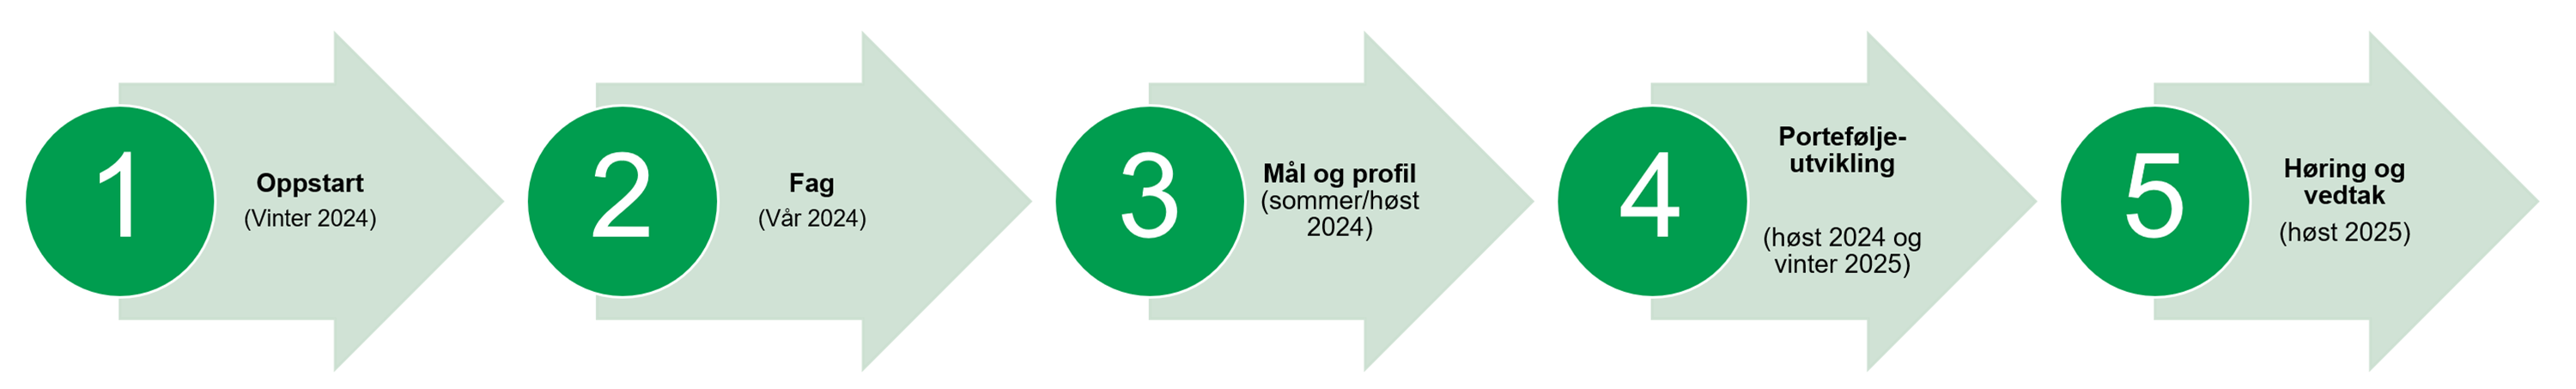 1
Oppstart
(Vinter 2024)
2
Fag
(Vår 2024)
3
Mål og profil
(sommer/høst
2024)
4
Portefølje-
utvikling
(høst 2024 og
vinter 2025)
5
Høring og
vedtak
(høst 2025)